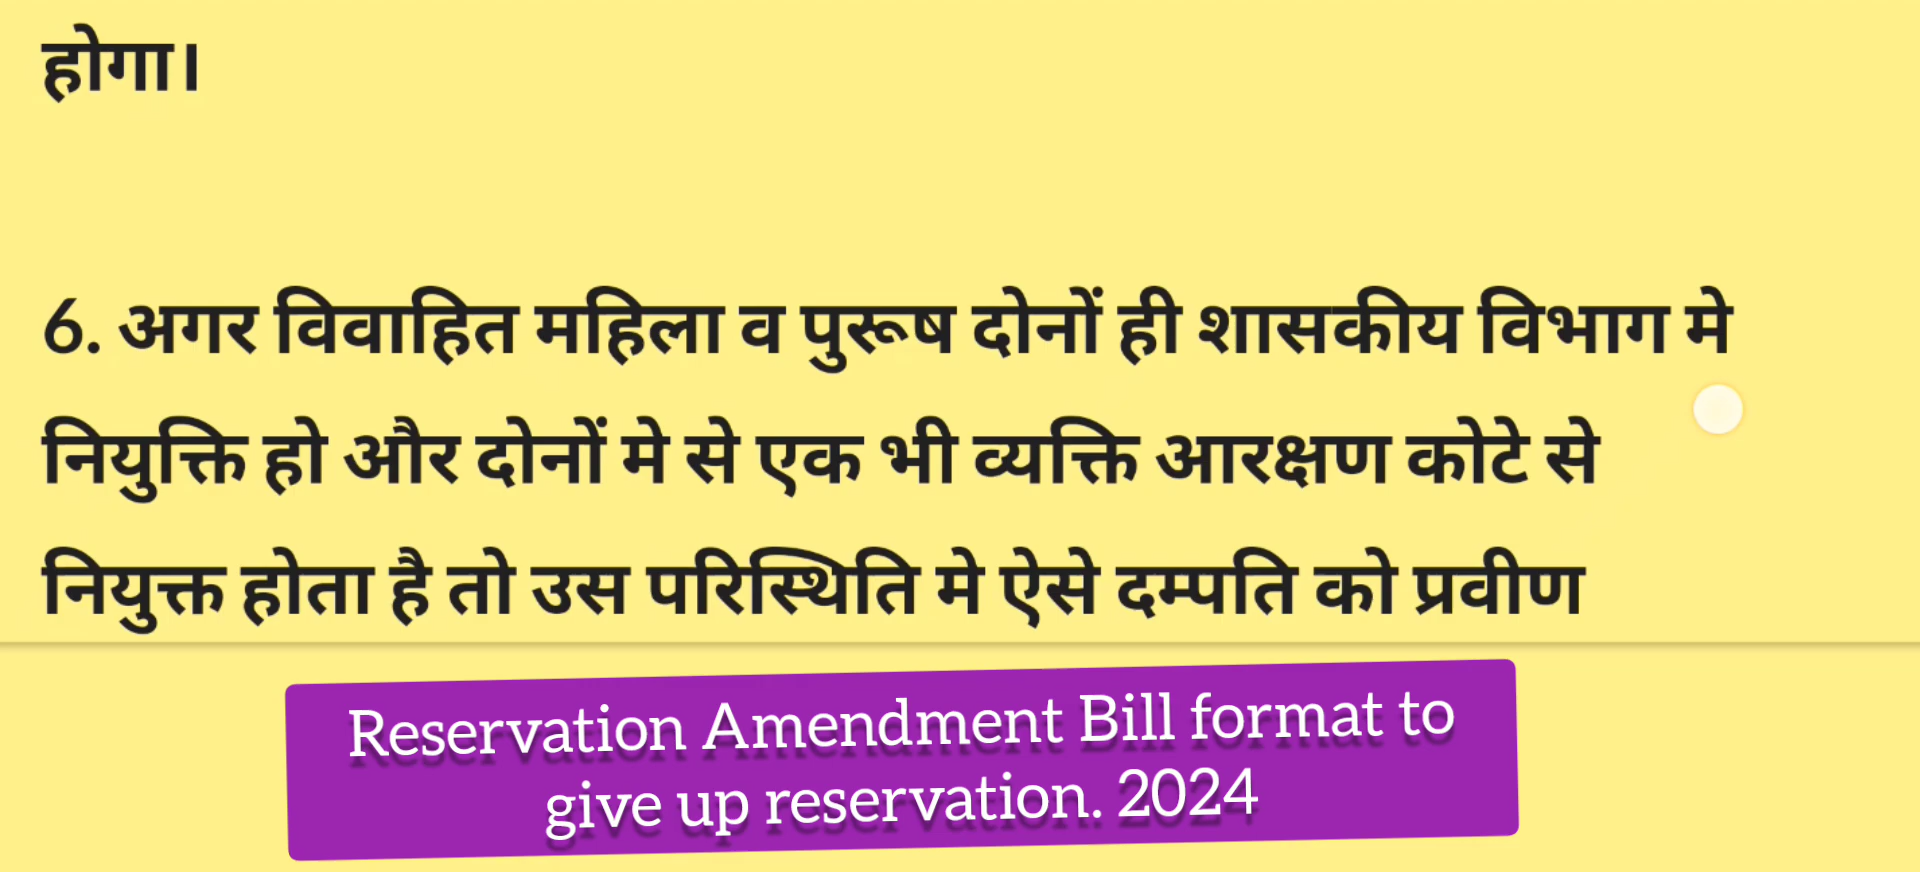 होगा।
6. अगर विवाहित महिला व पुरूष दोनों ही शासकीय विभाग मे
नियुक्ति हो और दोनों मे से एक भी व्यक्ति आरक्षण कोटे से
नियुक्त होता है तो उस परिस्थिति मे ऐसे दम्पति को प्रवीण
Reservation Amendment Bill format to
give up reservation. 2024